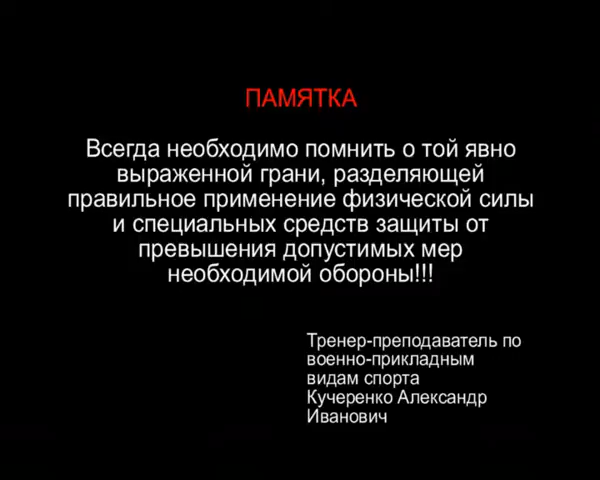 ПАМЯТКА
Всегда необходимо помнить о той явно
выраженной грани, разделяющей
правильное применение физической силы
и специальных средств защиты от
превышения допустимых мер
необходимой обороны!!!
Тренер-преподаватель по
военно-прикладным
видам спорта
Кучеренко Александр
Иванович